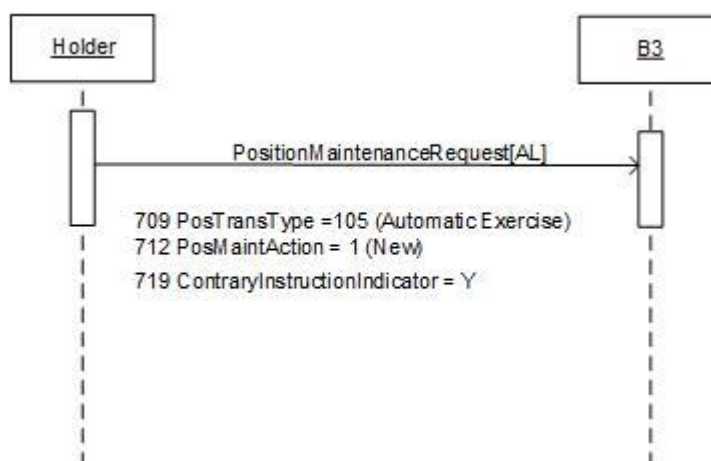 Holder
B3
PositionMaintenanceRequest[AL]
709 PosTransType =105 (Automatic Exercise)
712 PosMaintAction = 1 (New)
719 ContraryInstructionIndicator = Y